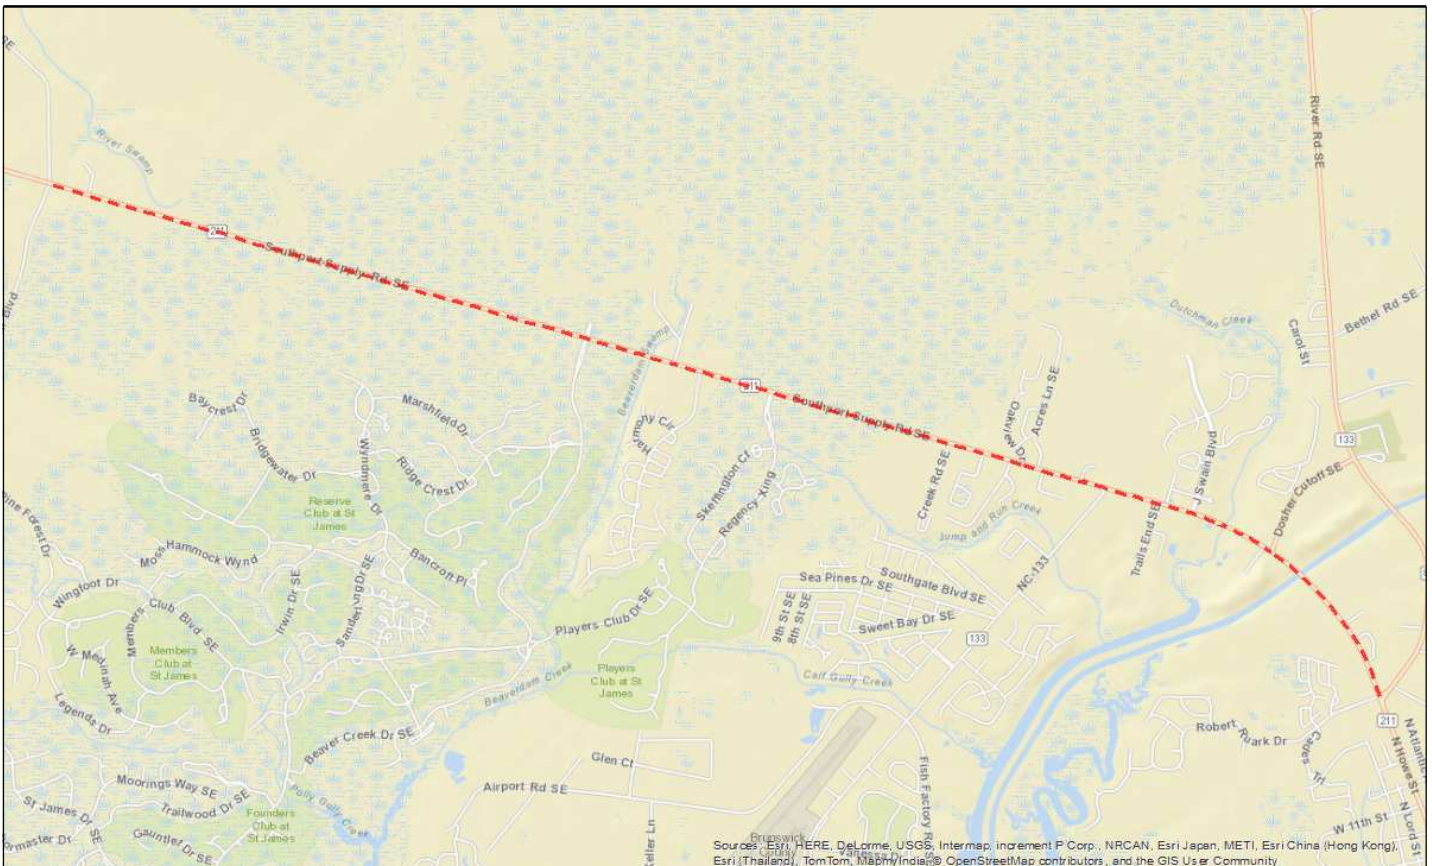 SE
River Swamp
River Rd SE
211
Southport Supply Rd SE
Blvd
Dutchman Creek
Carol St
Bethel Rd SE
Beaverdam Swamp
211
Southport Supply Rd SE
Baycrest Dr
Marshfield Dr
Oakview Dr
Acres Ln SE
Harmony Cir
Bridgewater Dr
Wyndmere Dr
Ridge Crest Dr
133
J Swain Blvd
Dosher Cutoff SE
Skeffington Ct
Regency Xing
Creek Rd SE
Reserve
Club at St
James
Jump and Run Creek
Trails End SE
Pine Forest Dr
Moss Hammock Wynd
Bancroft Pl
NC-133
Wingfoot Dr
Members Club Blvd SE
Irwin Dr SE
Sanderling Dr SE
Sea Pines Dr SE
Southgate Blvd SE
9th St SE
8th St SE
Sweet Bay Dr SE
133
Players Club Dr SE
W Medinah Ave
Members
Club at
St James
Players
Club at St
James
Beaverdam Creek
Calf Gully Creek
Legends Dr
Beaver Creek Dr SE
Robert Ruark Dr
211
N Atlantic
N Howe St
Glen Ct
Airport Rd SE
Moorings Way SE
Polly Gully Creek
Fish Factory Rd SE
St James Dr SE
Trailwood Dr SE
Founders
Club at
St James
Gauntlet Dr SE
N Lord St
W 11th St
Brunswick
County
Sources: Esri, HERE, DeLorme, USGS, Intermap, increment P Corp., NRCAN, Esri Japan, METI, Esri China (Hong Kong),
Esri (Thailand), TomTom, MapmyIndia, © OpenStreetMap contributors, and the GIS User Community